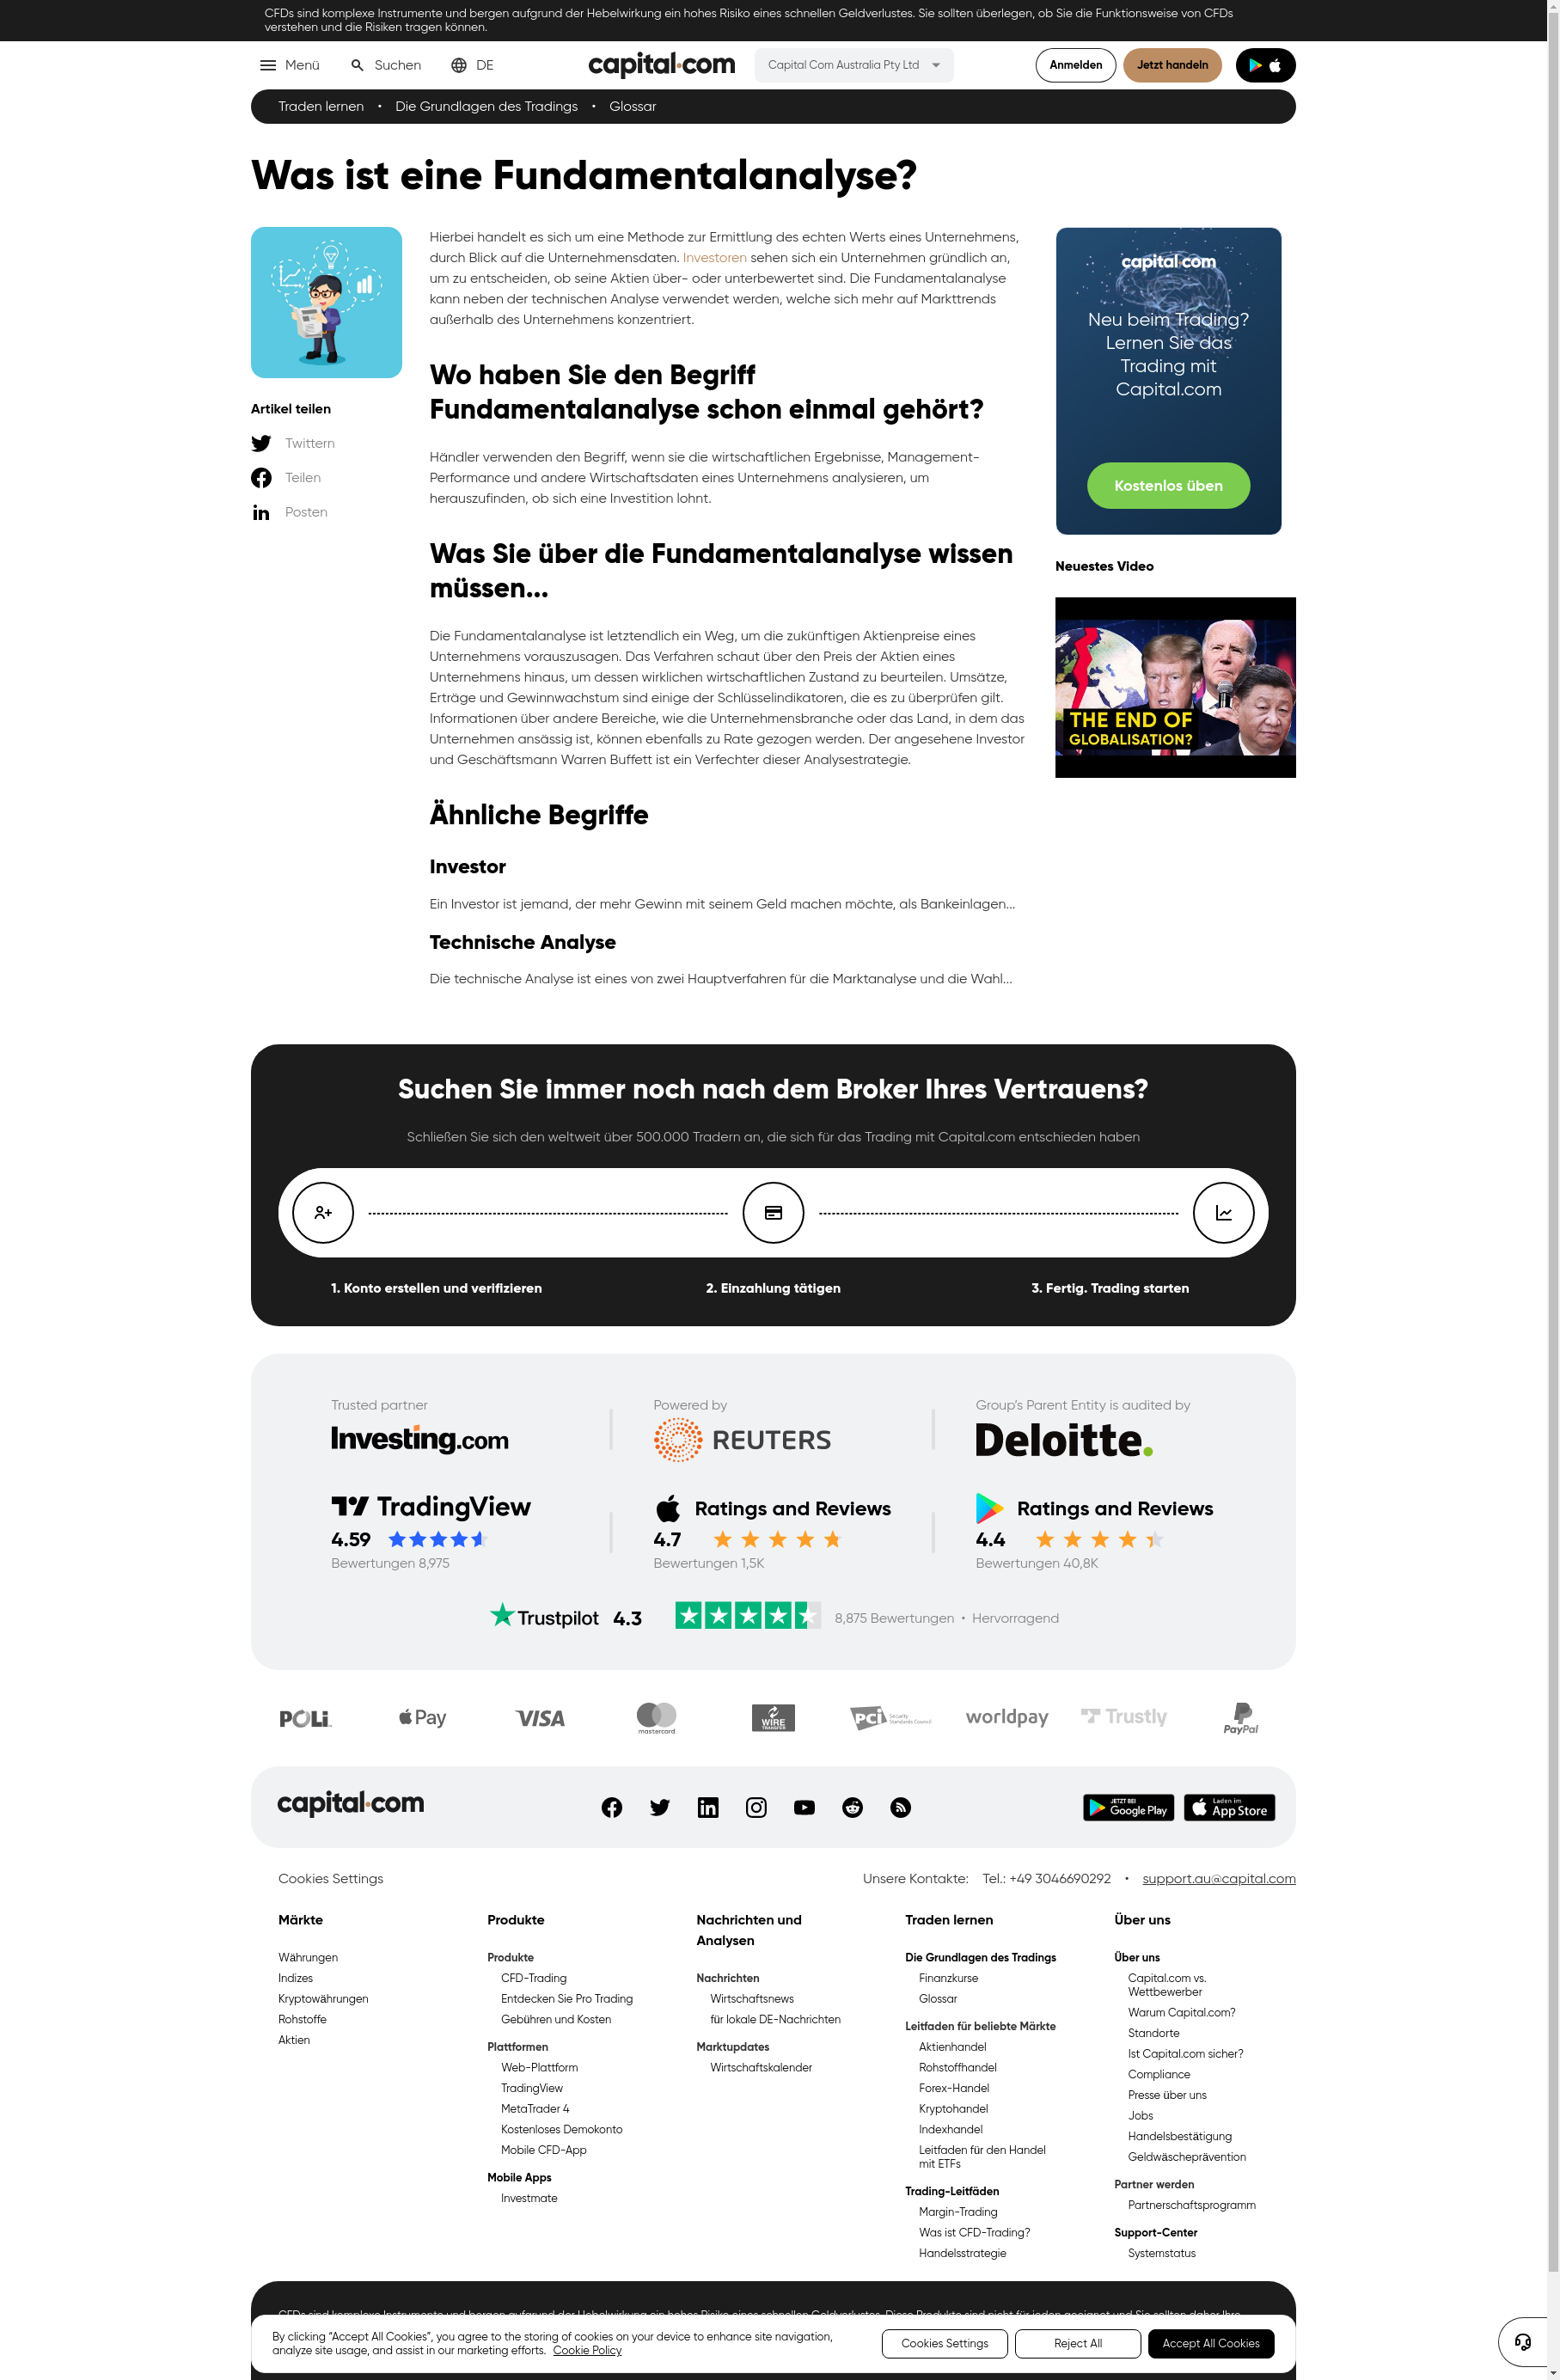 CFDs sind komplexe Instrumente und bergen aufgrund der Hebelwirkung ein hohes Risiko eines schnellen Geldverlustes. Sie sollten überlegen, ob Sie die Funktionsweise von CFDs
verstehen und die Risiken tragen können.
Menü
Suchen
DE
capital.com
Capital Com Australia Pty Ltd
Anmelden
Jetzt handeln
Traden lernen • Die Grundlagen des Tradings • Glossar
Was ist eine Fundamentalanalyse?
Artikel teilen
Twittern
Teilen
Posten
Hierbei handelt es sich um eine Methode zur Ermittlung des echten Werts eines Unternehmens,
durch Blick auf die Unternehmensdaten. Investoren sehen sich ein Unternehmen gründlich an,
um zu entscheiden, ob seine Aktien über- oder unterbewertet sind. Die Fundamentalanalyse
kann neben der technischen Analyse verwendet werden, welche sich mehr auf Markttrends
außerhalb des Unternehmens konzentriert.
Wo haben Sie den Begriff
Fundamentalanalyse schon einmal gehört?
Händler verwenden den Begriff, wenn sie die wirtschaftlichen Ergebnisse, Management-
Performance und andere Wirtschaftsdaten eines Unternehmens analysieren, um
herauszufinden, ob sich eine Investition lohnt.
Was Sie über die Fundamentalanalyse wissen
müssen...
Die Fundamentalanalyse ist letztendlich ein Weg, um die zukünftigen Aktienpreise eines
Unternehmens vorauszusagen. Das Verfahren schaut über den Preis der Aktien eines
Unternehmens hinaus, um dessen wirklichen wirtschaftlichen Zustand zu beurteilen. Umsätze,
Erträge und Gewinnwachstum sind einige der Schlüsselindikatoren, die es zu überprüfen gilt.
Informationen über andere Bereiche, wie die Unternehmensbranche oder das Land, in dem das
Unternehmen ansässig ist, können ebenfalls zu Rate gezogen werden. Der angesehene Investor
und Geschäftsmann Warren Buffett ist ein Verfechter dieser Analysestrategie.
Ähnliche Begriffe
Investor
Ein Investor ist jemand, der mehr Gewinn mit seinem Geld machen möchte, als Bankeinlagen...
Technische Analyse
Die technische Analyse ist eines von zwei Hauptverfahren für die Marktanalyse und die Wahl...
capital.com
Neu beim Trading?
Lernen Sie das
Trading mit
Capital.com
Kostenlos üben
Neuestes Video
THE END OF
GLOBALISATION?
Suchen Sie immer noch nach dem Broker Ihres Vertrauens?
Schließen Sie sich den weltweit über 500.000 Tradern an, die sich für das Trading mit Capital.com entschieden haben
1. Konto erstellen und verifizieren
2. Einzahlung tätigen
3. Fertig. Trading starten
Trusted partner
Investing.com
Powered by
REUTERS
Group's Parent Entity is audited by
Deloitte.
TradingView
4.59
Bewertungen 8,975
Ratings and Reviews
4.7
Bewertungen 1,5K
Ratings and Reviews
4.4
Bewertungen 40,8K
Trustpilot 4.3
8,875 Bewertungen • Hervorragend
POLi
Apple Pay
VISA
mastercard
WIRE TRANSFER
PCI Security Standards Council
worldpay
Trustly
PayPal
capital.com
JETZT BEI Google Play
Laden im App Store
Cookies Settings
Unsere Kontakte: Tel.: +49 3046690292 • support.au@capital.com
Märkte
Währungen
Indizes
Kryptowährungen
Rohstoffe
Aktien
Produkte
Produkte
CFD-Trading
Entdecken Sie Pro Trading
Gebühren und Kosten
Plattformen
Web-Plattform
TradingView
MetaTrader 4
Kostenloses Demokonto
Mobile CFD-App
Mobile Apps
Investmate
Nachrichten und
Analysen
Nachrichten
Wirtschaftsnews
für lokale DE-Nachrichten
Marktupdates
Wirtschaftskalender
Traden lernen
Die Grundlagen des Tradings
Finanzkurse
Glossar
Leitfaden für beliebte Märkte
Aktienhandel
Rohstoffhandel
Forex-Handel
Kryptohandel
Indexhandel
Leitfaden für den Handel
mit ETFs
Trading-Leitfäden
Margin-Trading
Was ist CFD-Trading?
Handelsstrategie
Über uns
Über uns
Capital.com vs.
Wettbewerber
Warum Capital.com?
Standorte
Ist Capital.com sicher?
Compliance
Presse über uns
Jobs
Handelsbestätigung
Geldwäscheprävention
Partner werden
Partnerschaftsprogramm
Support-Center
Systemstatus
By clicking "Accept All Cookies", you agree to the storing of cookies on your device to enhance site navigation,
analyze site usage, and assist in our marketing efforts. Cookie Policy
Cookies Settings
Reject All
Accept All Cookies